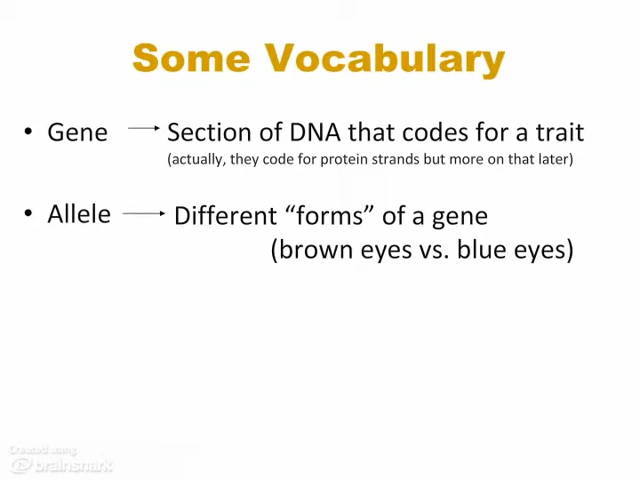 Some Vocabulary
• Gene → Section of DNA that codes for a trait
(actually, they code for protein strands but more on that later)
• Allele → Different “forms” of a gene
(brown eyes vs. blue eyes)
Created using
brainshark